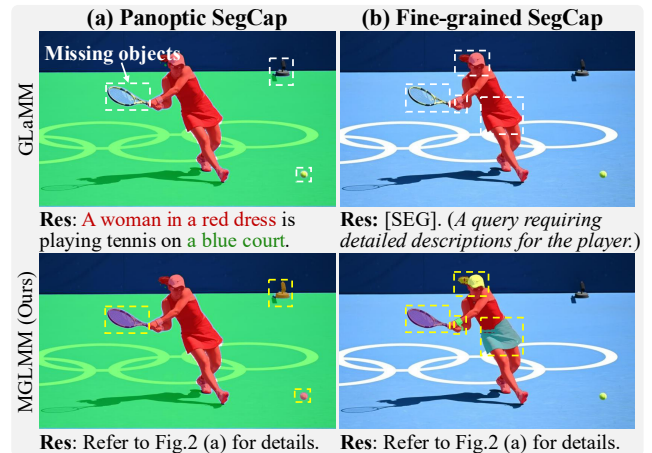 (a) Panoptic SegCap
(b) Fine-grained SegCap
Missing objects
GLaMM
Res: A woman in a red dress is
playing tennis on a blue court.
Res: [SEG]. (A query requiring
detailed descriptions for the player.)
MGLMM (Ours)
Res: Refer to Fig.2 (a) for details.
Res: Refer to Fig.2 (a) for details.